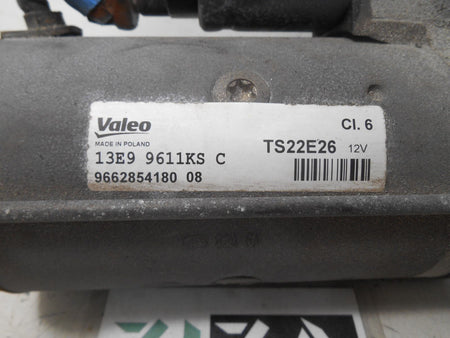 Valeo
MADE IN POLAND
Cl. 6
13E9 9611KS C
TS22E26 12V
9662854180 08